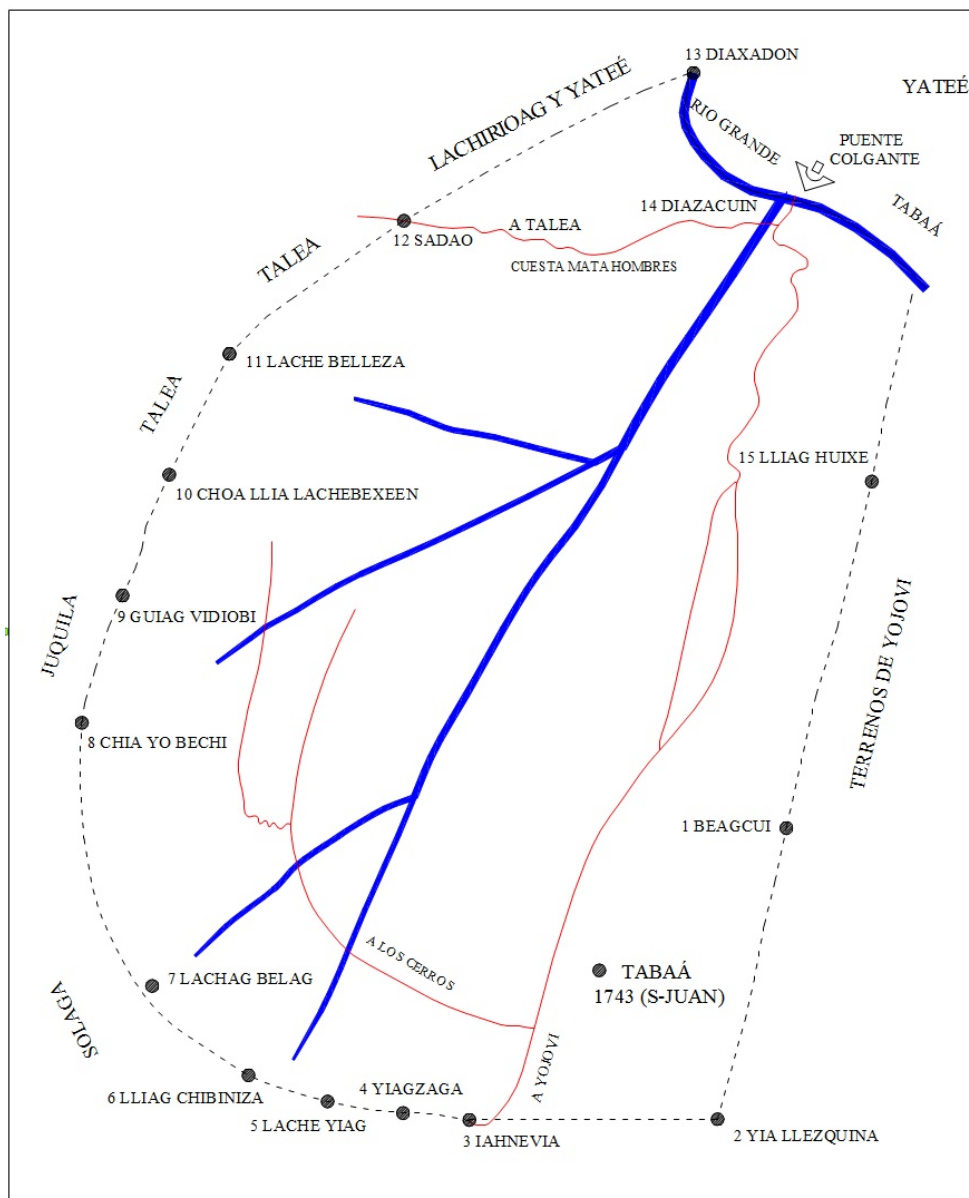 13 DIAXADON
YATEÉ
LACHIRIOAG Y YATEÉ
RIO GRANDE
PUENTE
COLGANTE
TABAÁ
14 DIAZACUIN
12 SADAO
A TALEA
CUESTA MATA HOMBRES
TALEA
11 LACHE BELLEZA
TALEA
15 LLIAG HUIXE
10 CHOA LLIA LACHEBEXEEN
9 GUIAG VIDIOBI
JUQUILA
TERRENOS DE YOJOVI
8 CHIA YO BECHI
1 BEAGCUI
A LOS CERROS
TABAÁ
1743 (S-JUAN)
7 LACHAG BELAG
SOLAGA
A YOJOVI
6 LLIAG CHIBINIZA
4 YIAGZAGA
5 LACHE YIAG
3 IAHNEVIA
2 YIA LLEZQUINA